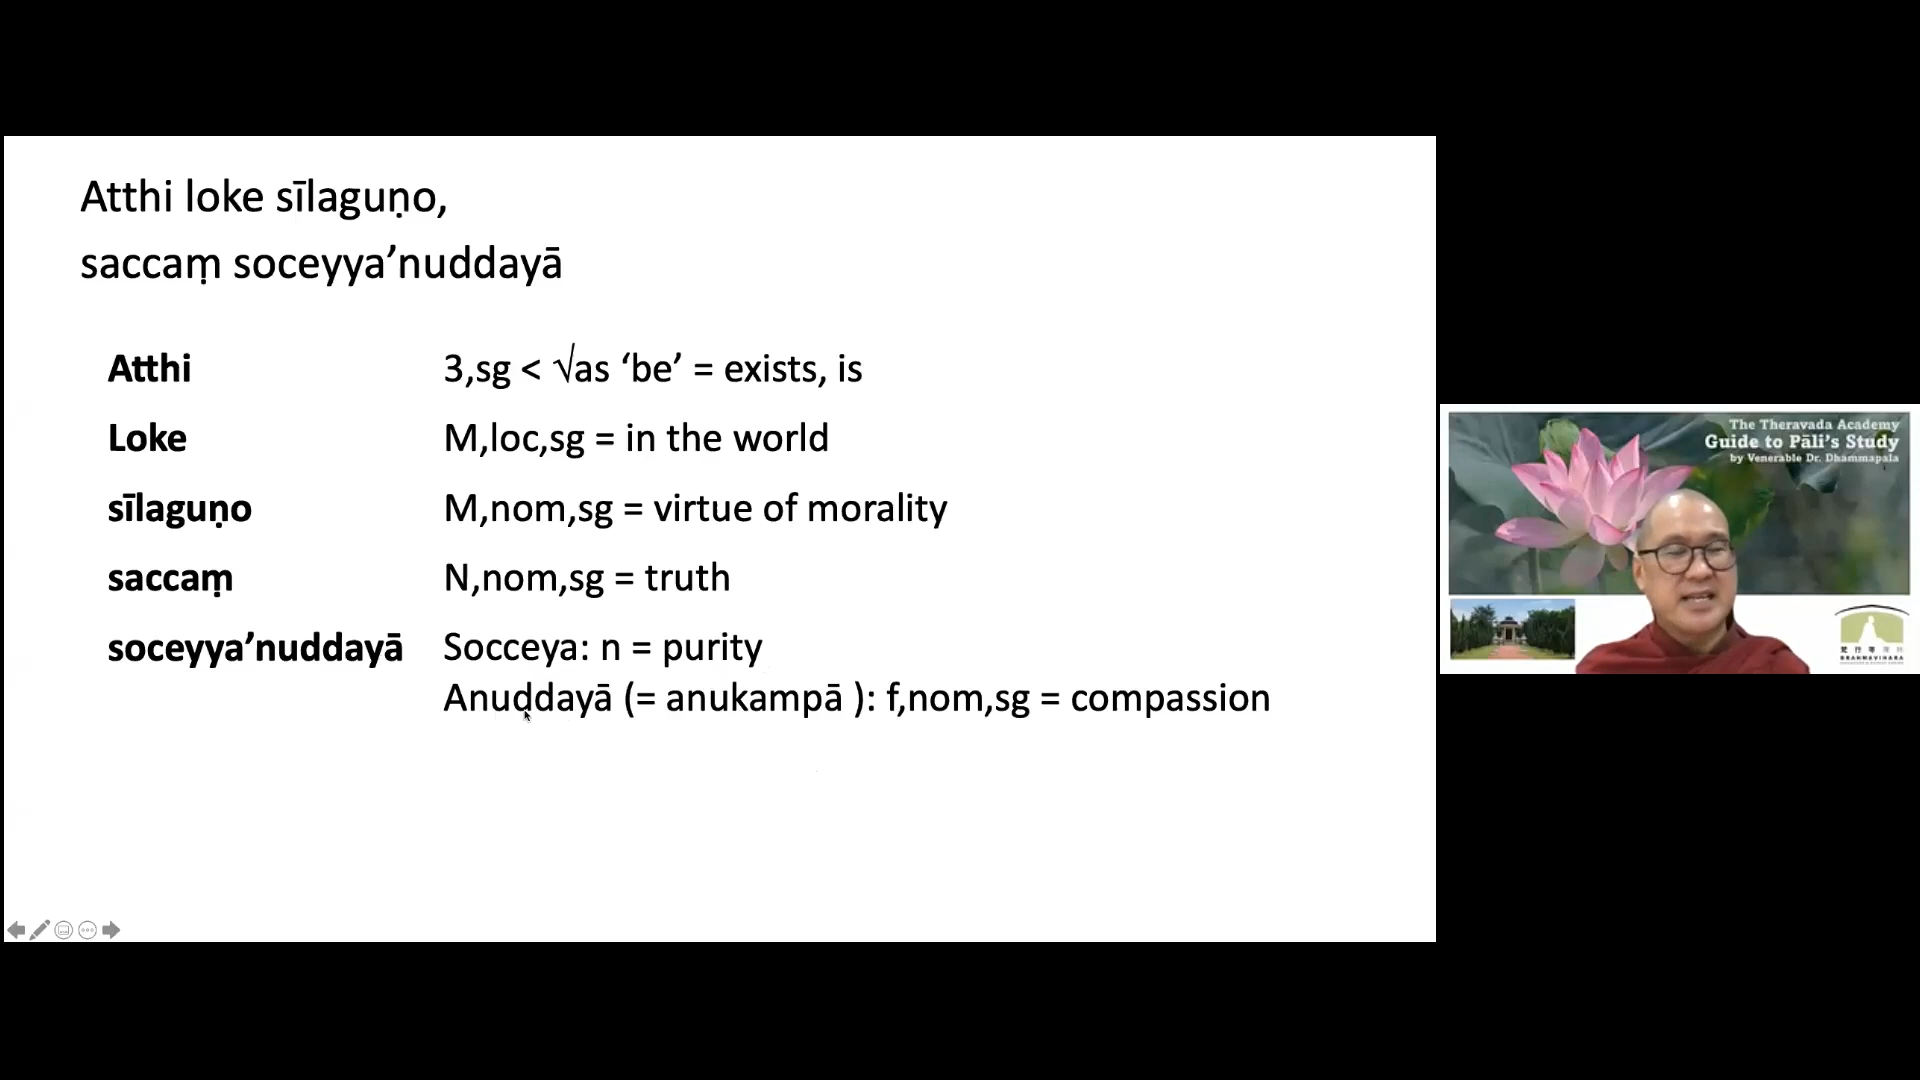 Atthi loke sīlaguṇo,
saccaṃ soceyya’nuddayā
Atthi 3,sg < √as ‘be’ = exists, is
Loke M,loc,sg = in the world
sīlaguṇo M,nom,sg = virtue of morality
saccaṃ N,nom,sg = truth
soceyya’nuddayā Socceya: n = purity
Anuddayā (= anukampā ): f,nom,sg = compassion
The Theravada Academy
Guide to Pāli’s Study
by Venerable Dr. Dhammapala
BRAHMAVIHARA